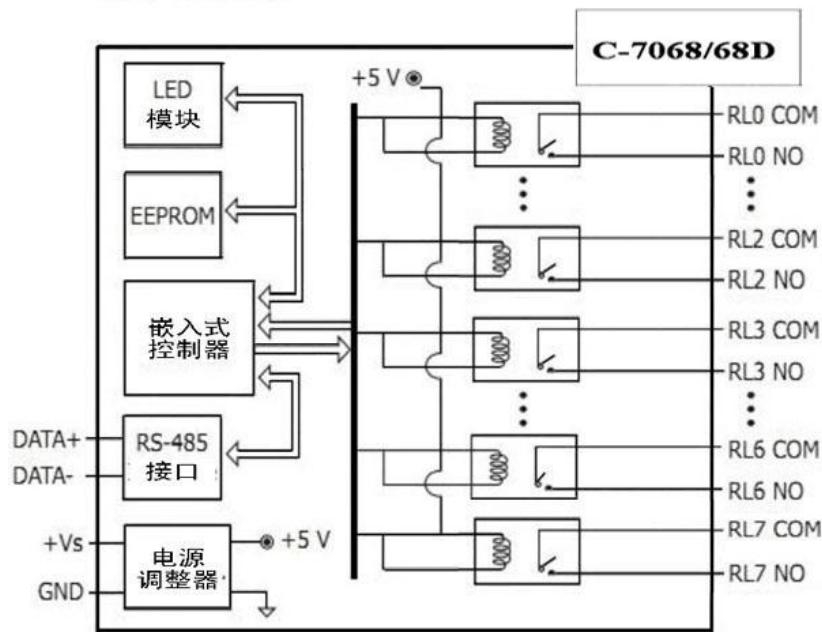 C-7068/68D
LED
模块
EEPROM
嵌入式
控制器
DATA+
DATA-
RS-485
接口
+Vs
GND
电源
调整器
+5 V
+5 V
RL0 COM
RL0 NO
RL2 COM
RL2 NO
RL3 COM
RL3 NO
RL6 COM
RL6 NO
RL7 COM
RL7 NO